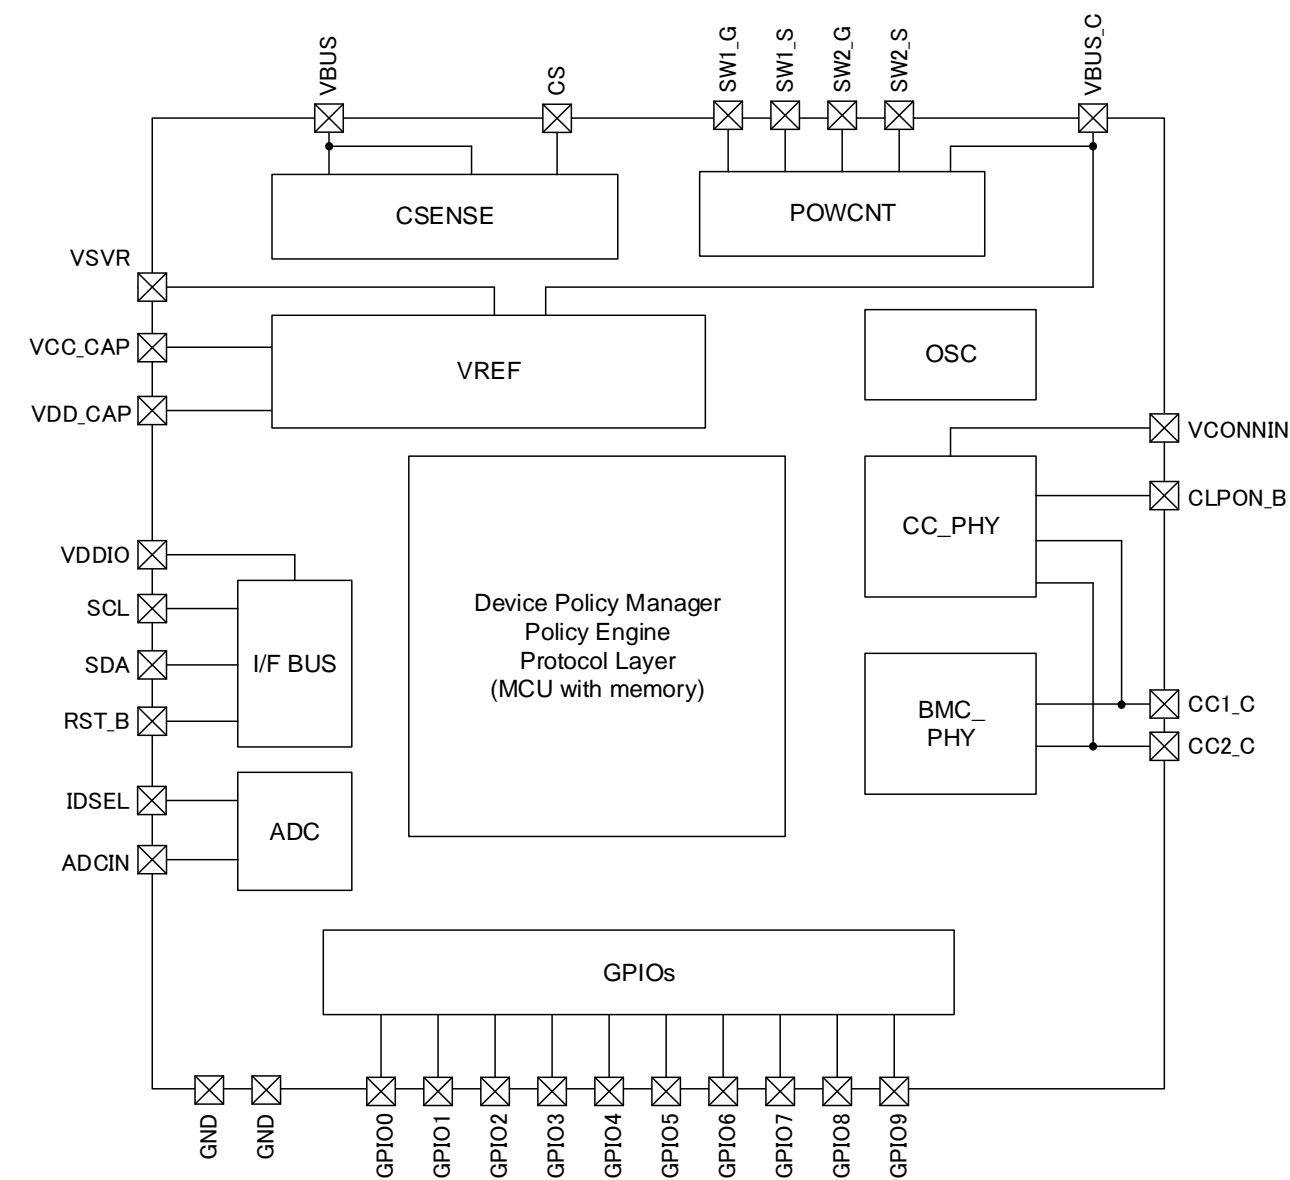 VBUS
CS
SW1_G
SW1_S
SW2_G
SW2_S
VBUS_C
CSENSE
POWCNT
VSVR
VCC_CAP
VREF
OSC
VDD_CAP
VCONNIN
CLPON_B
CC_PHY
VDDIO
SCL
SDA
RST_B
I/F BUS
Device Policy Manager
Policy Engine
Protocol Layer
(MCU with memory)
BMC_
PHY
CC1_C
CC2_C
IDSEL
ADCIN
ADC
GPIOs
GND
GND
GPIO0
GPIO1
GPIO2
GPIO3
GPIO4
GPIO5
GPIO6
GPIO7
GPIO8
GPIO9